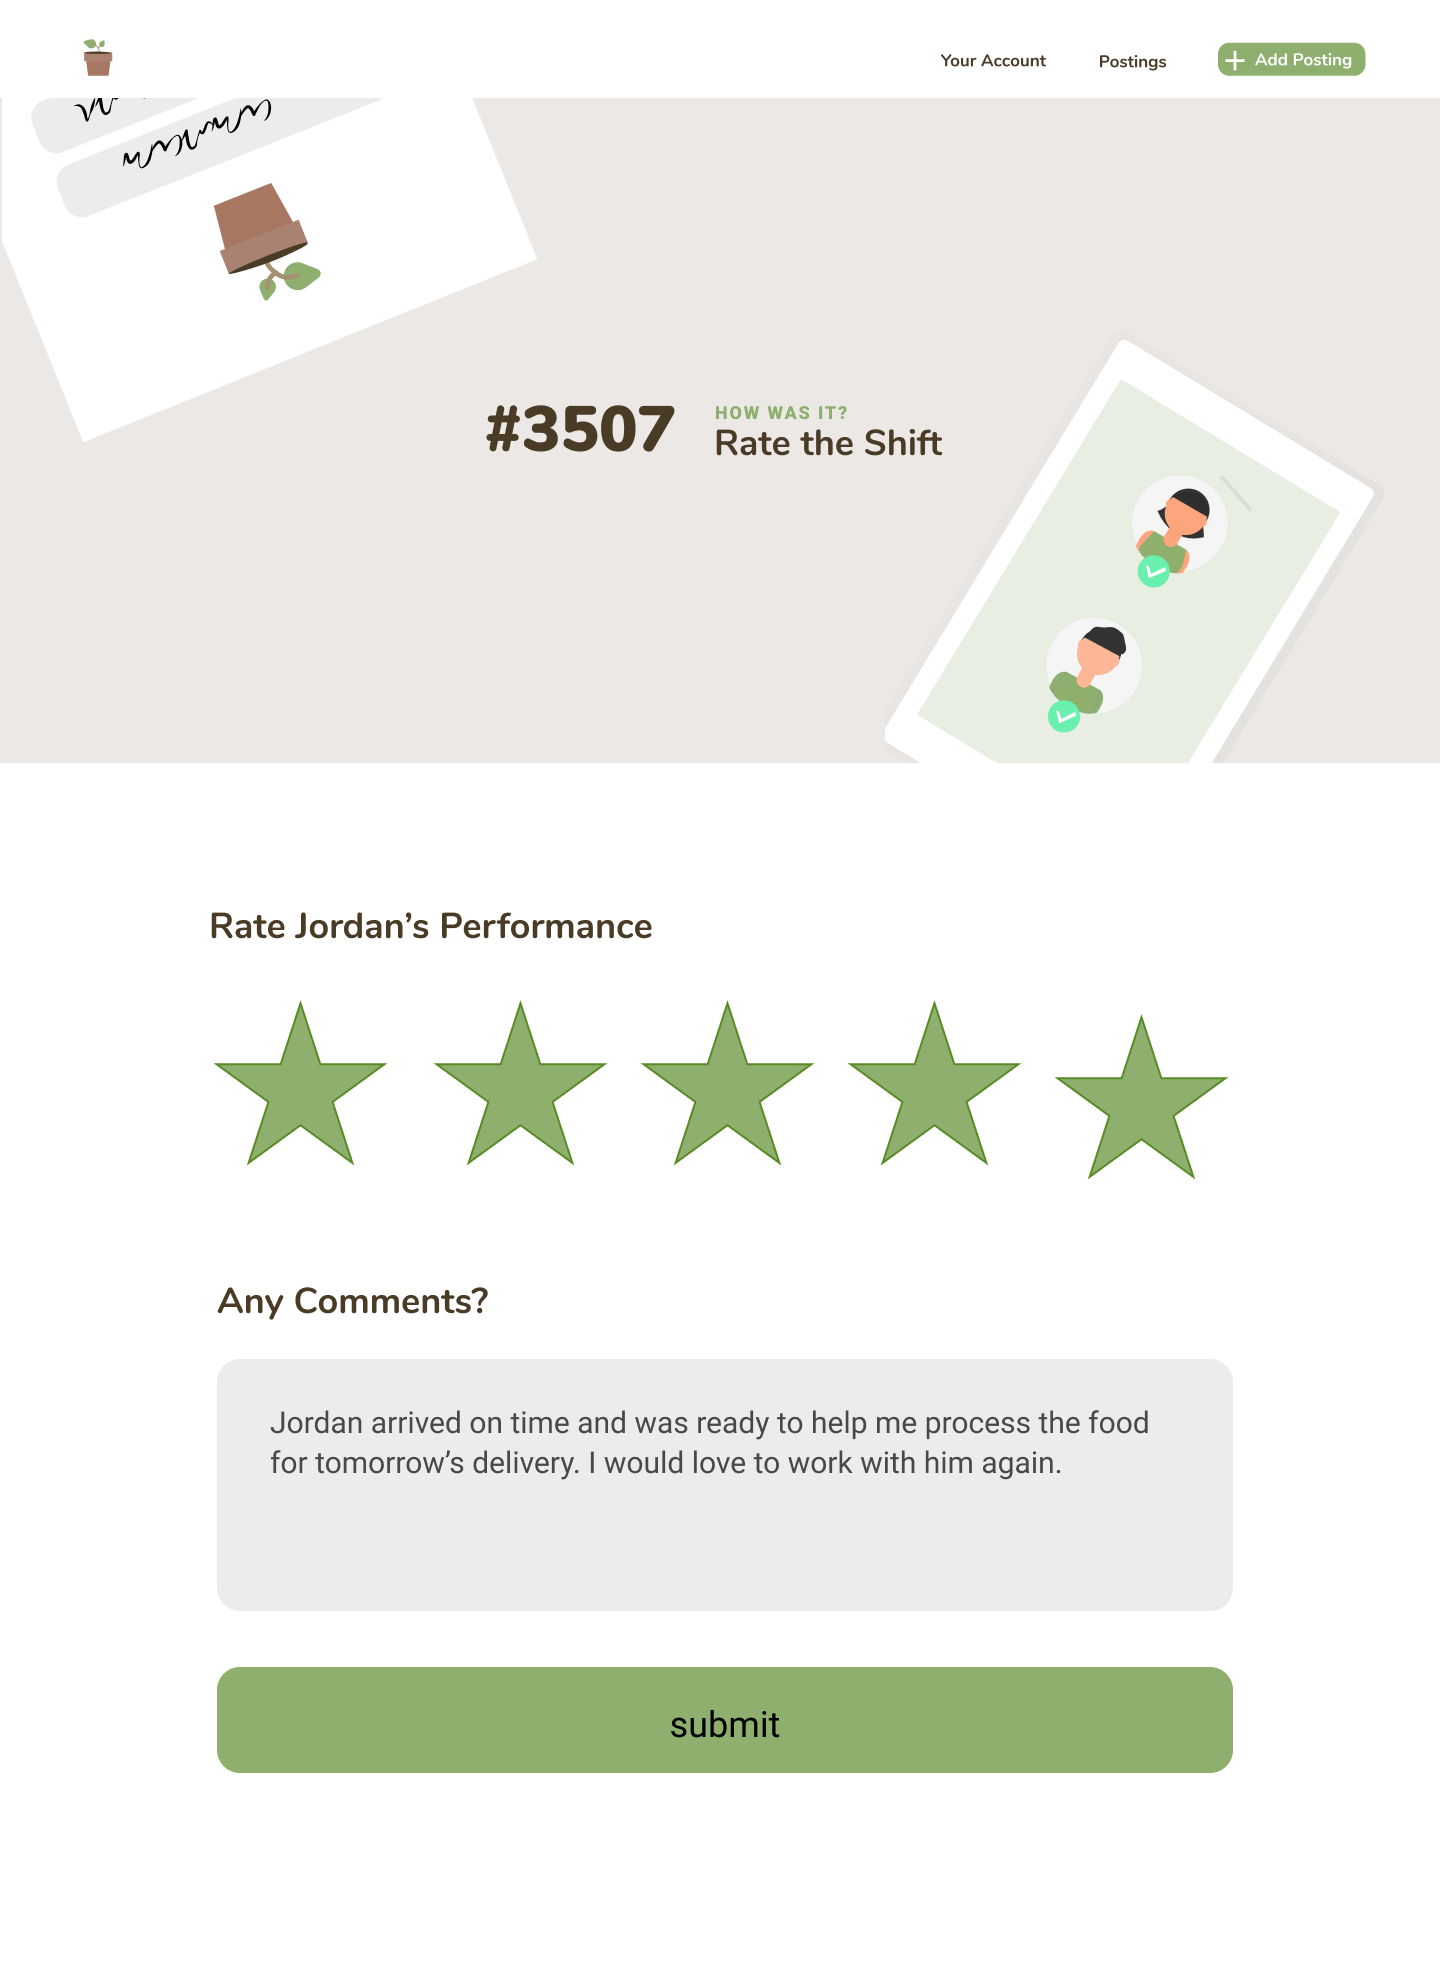 Your Account
Postings
Add Posting
#3507
HOW WAS IT?
Rate the Shift
Rate Jordan’s Performance
Any Comments?
Jordan arrived on time and was ready to help me process the food
for tomorrow’s delivery. I would love to work with him again.
submit